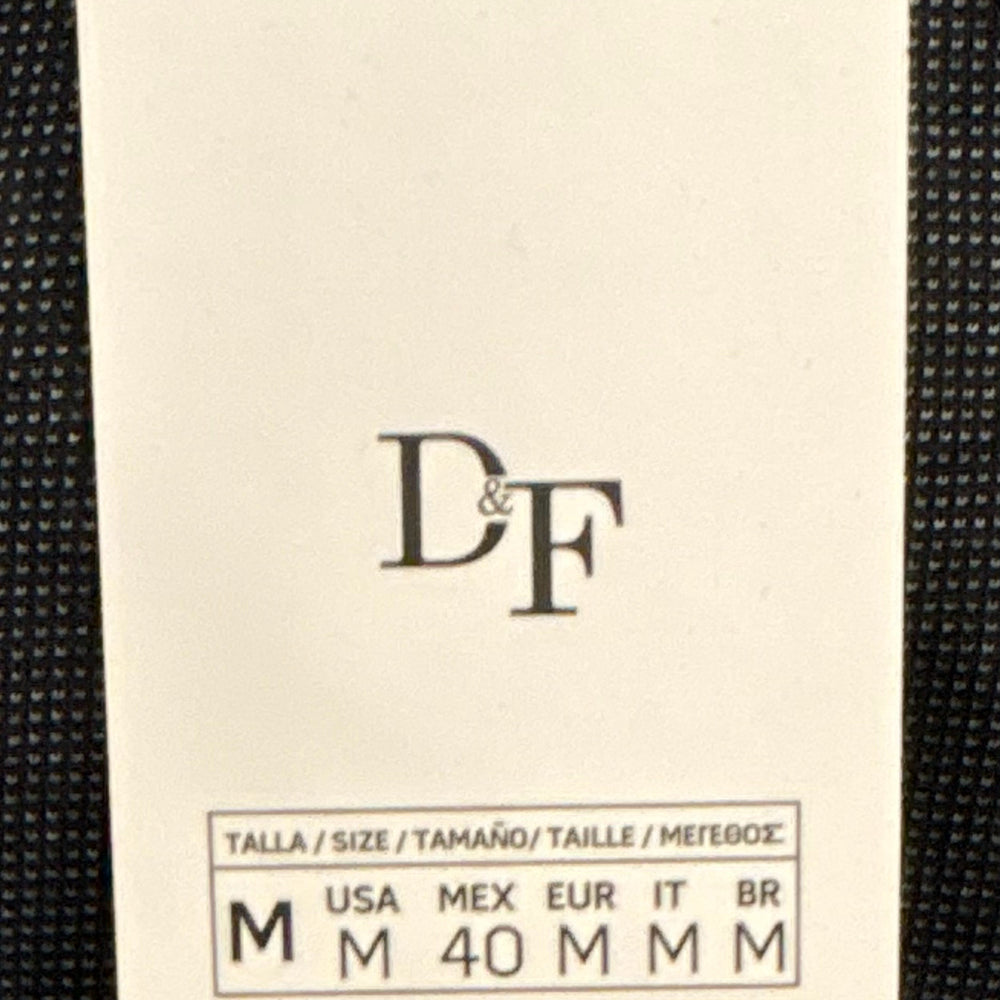 D&F
TALLA / SIZE / TAMAÑO/ TAILLE / ΜΕΓΕΘΟΣ
M USA MEX EUR IT BR
M 40 M M M